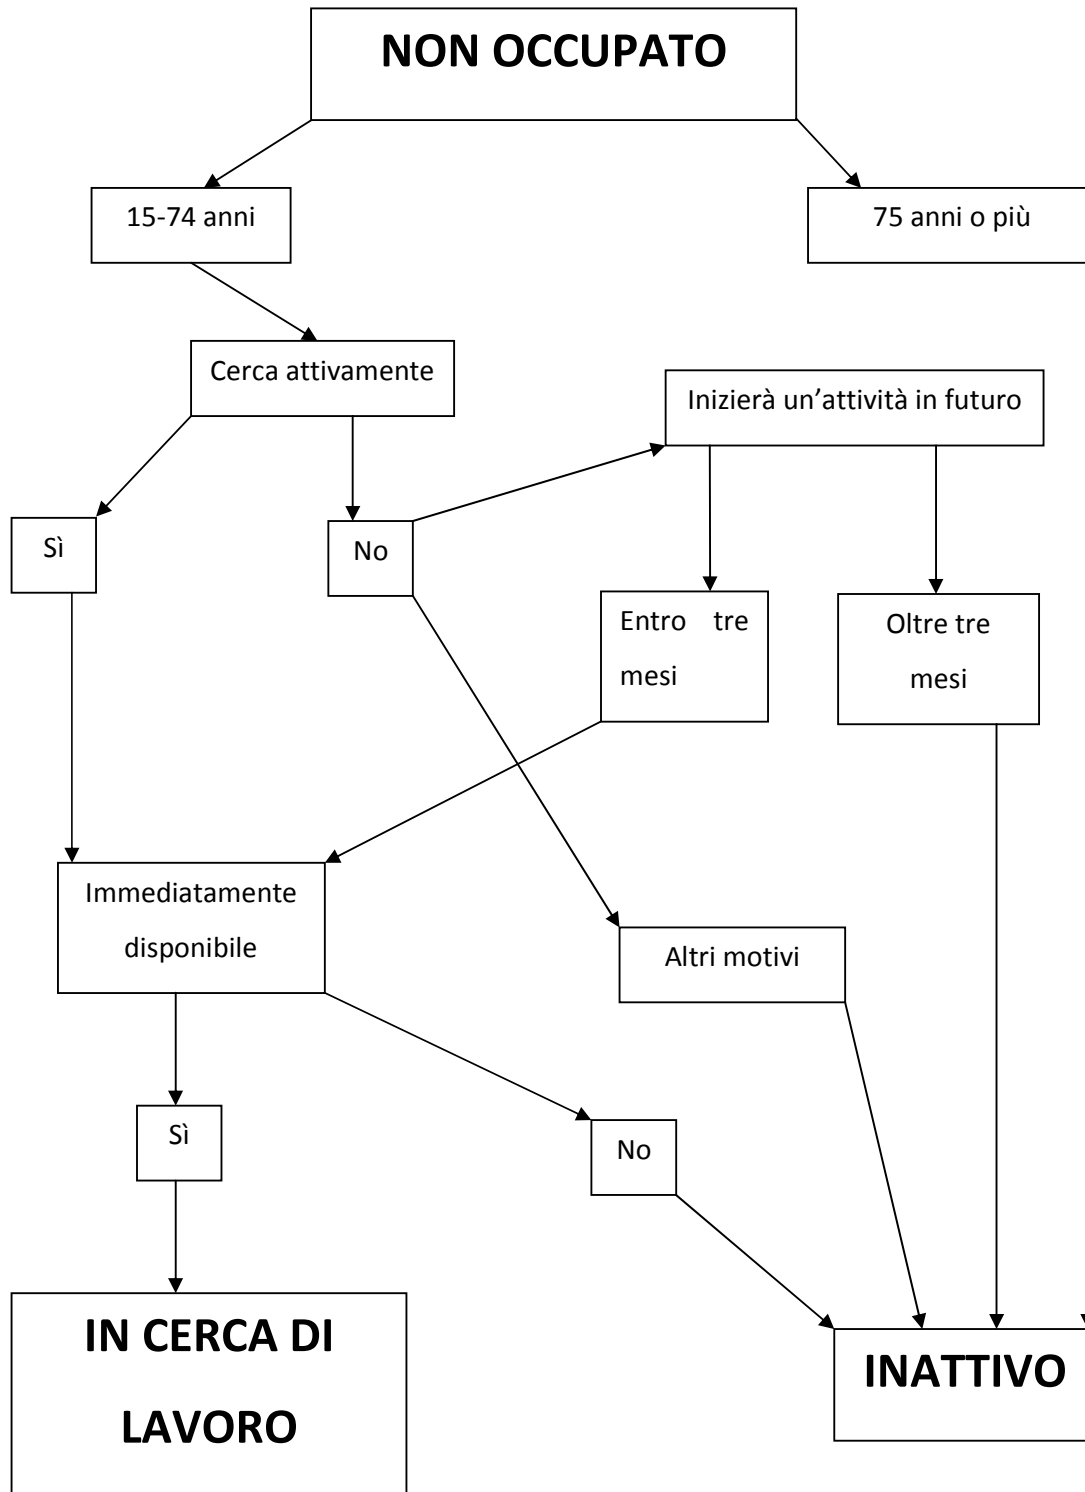 NON OCCUPATO
15-74 anni
75 anni o più
Cerca attivamente
Inizierà un’attività in futuro
Sì
No
Entro tre
mesi
Oltre tre
mesi
Immediatamente
disponibile
Altri motivi
Sì
No
IN CERCA DI
LAVORO
INATTIVO